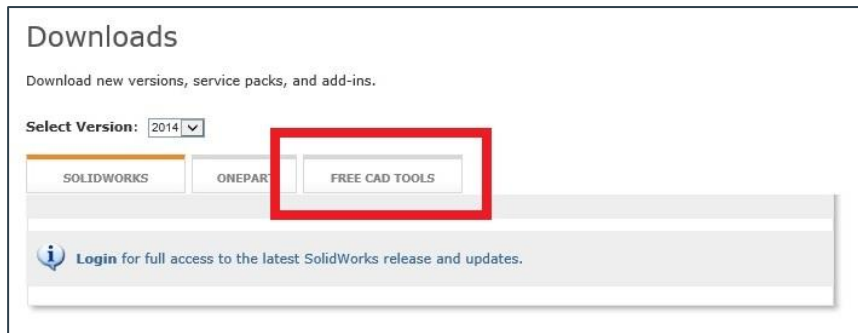 Downloads
Download new versions, service packs, and add-ins.
Select Version: 2014
SOLIDWORKS ONEPART FREE CAD TOOLS
Login for full access to the latest SolidWorks release and updates.